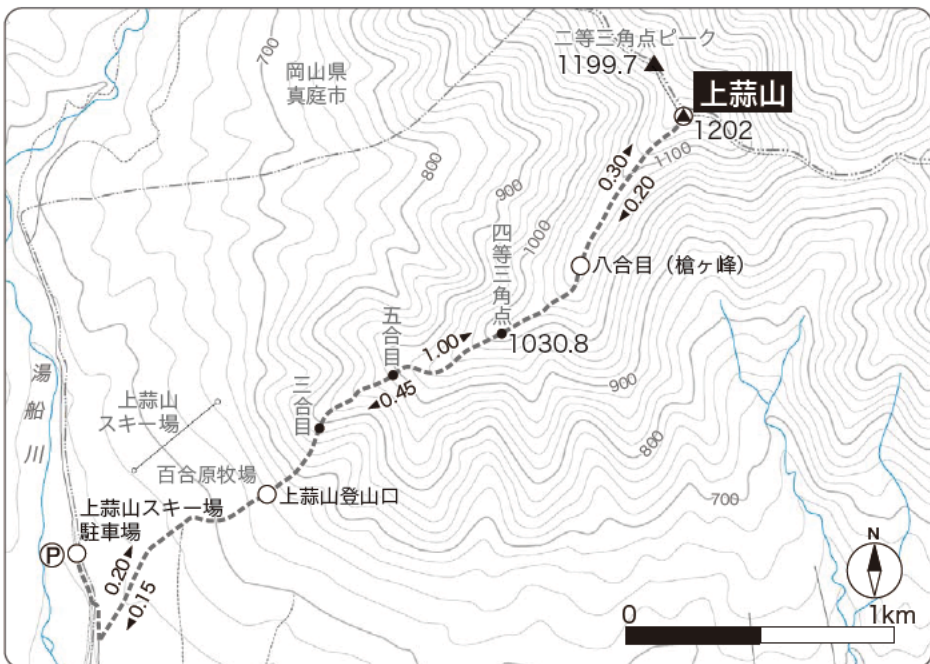 700
岡山県
真庭市
二等三角点ピーク
1199.7
上蒜山
1202
1100
0.30
0.20
800
900
1000
四等三角点
八合目（槍ヶ峰）
五合目
1.00
1030.8
0.45
900
三合目
800
湯船川
上蒜山
スキー場
百合原牧場
上蒜山登山口
700
上蒜山スキー場
駐車場
P
0.20
0.15
N
0
1km